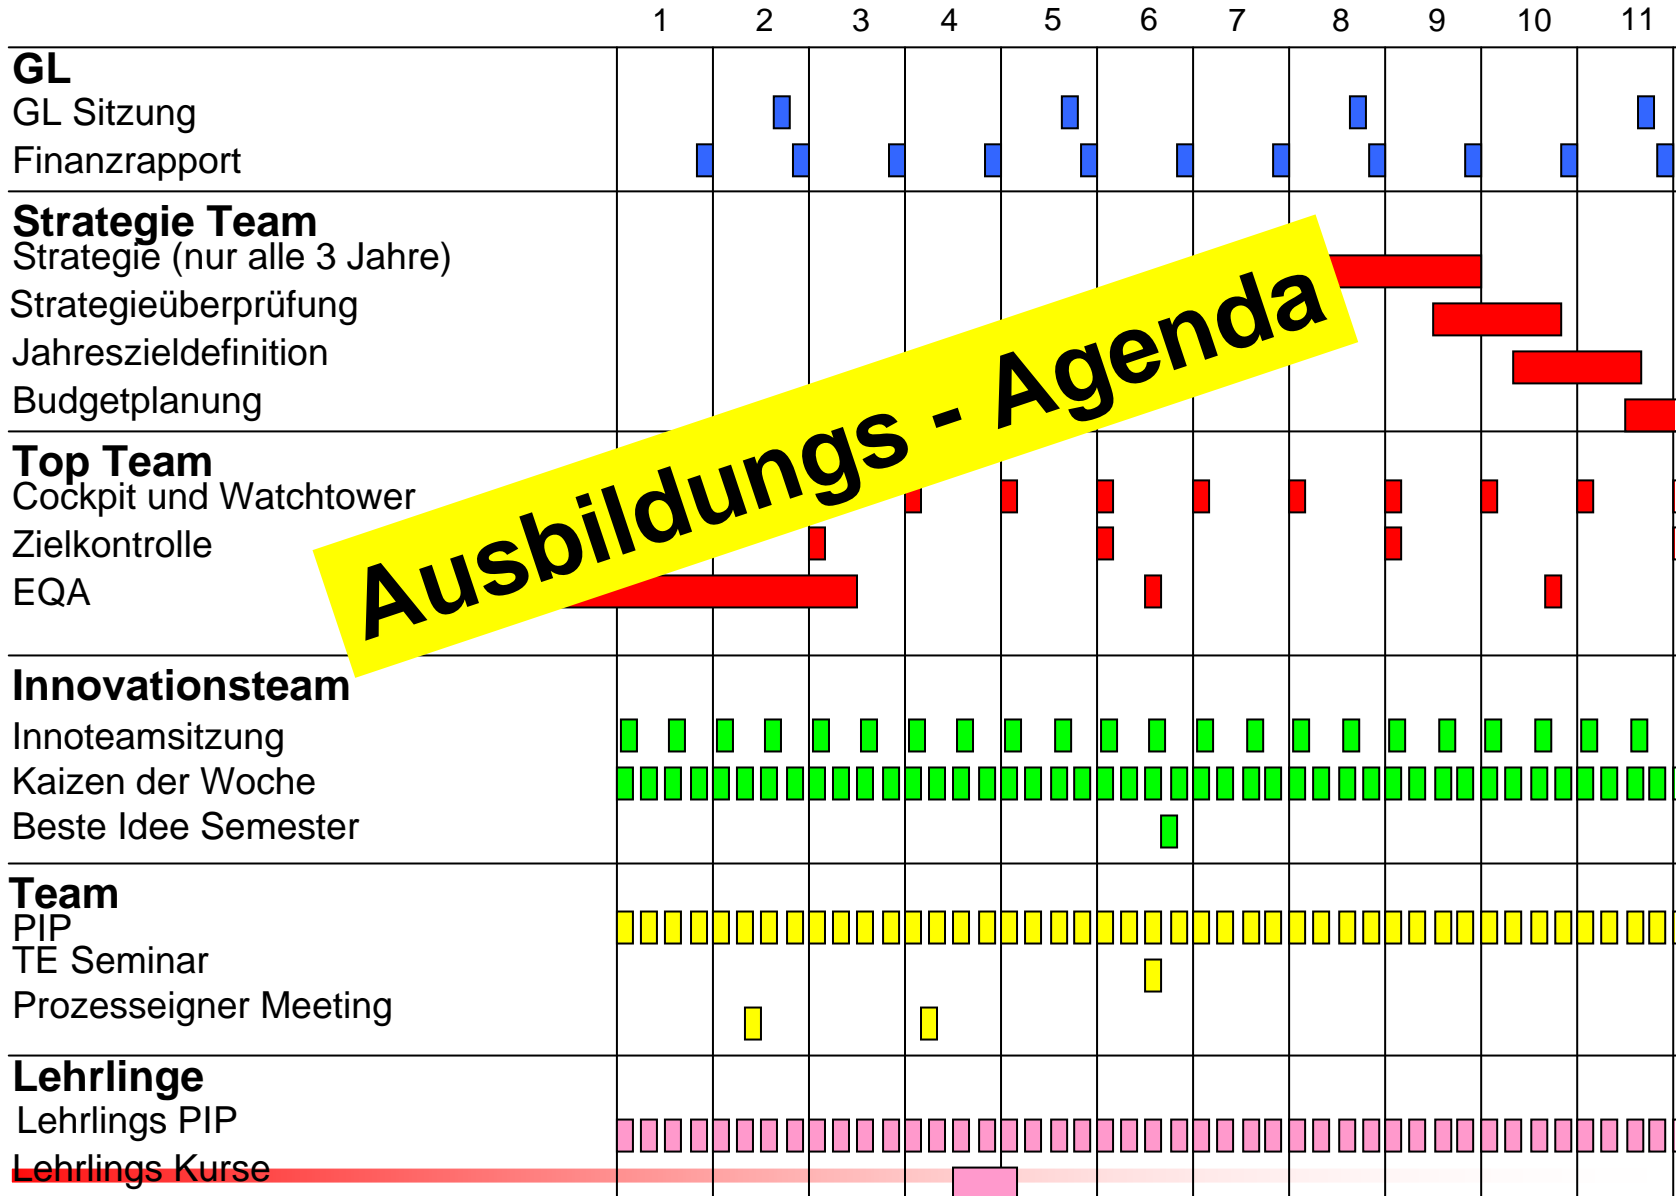 1 2 3 4 5 6 7 8 9 10 11
GL
GL Sitzung
Finanzrapport
Strategie Team
Strategie (nur alle 3 Jahre)
Strategieüberprüfung
Jahreszieldefinition
Budgetplanung
Ausbildungs - Agenda
Top Team
Cockpit und Watchtower
Zielkontrolle
EQA
Innovationsteam
Innoteamsitzung
Kaizen der Woche
Beste Idee Semester
Team
PIP
TE Seminar
Prozesseigner Meeting
Lehrlinge
Lehrlings PIP
Lehrlings Kurse